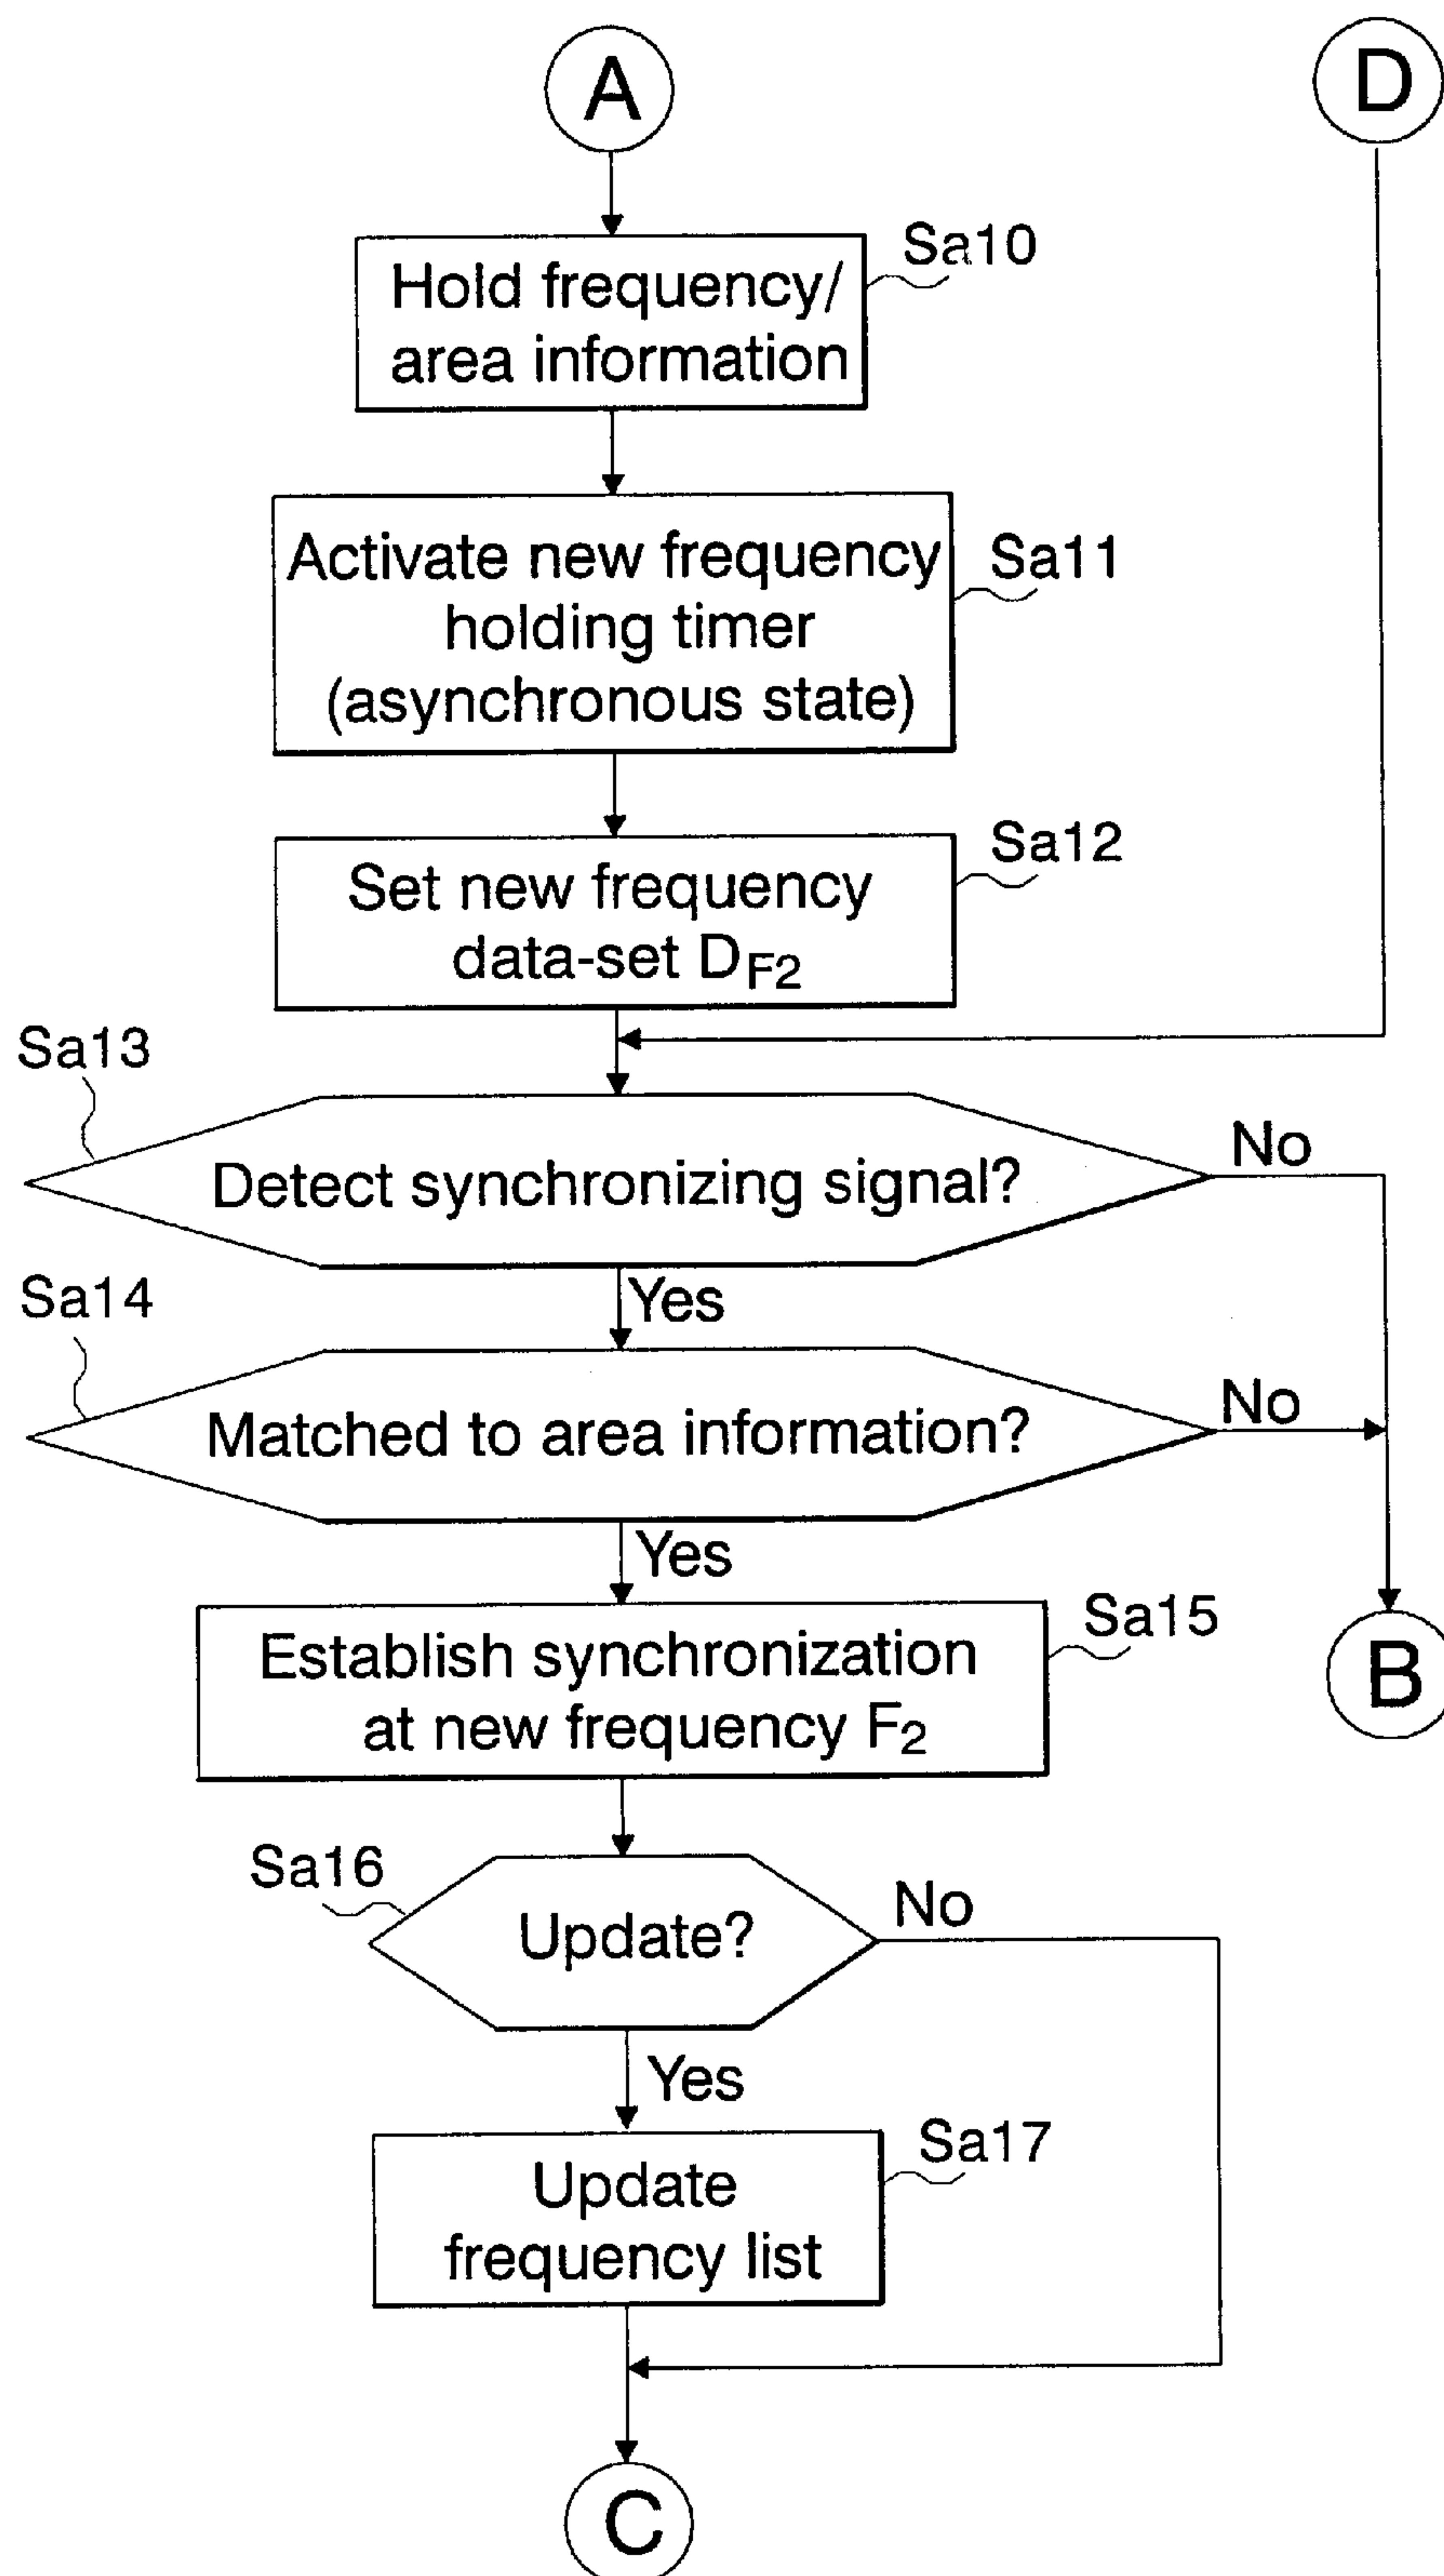 A
D
Sa10
Hold frequency/
area information
Sa11
Activate new frequency
holding timer
(asynchronous state)
Sa12
Set new frequency
data-set DF2
Sa13
Detect synchronizing signal?
No
Yes
Sa14
Matched to area information?
No
Yes
Sa15
Establish synchronization
at new frequency F2
B
Sa16
Update?
No
Yes
Sa17
Update
frequency list
C